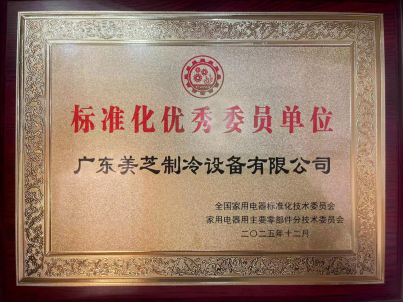 标准化优秀委员单位
广东美芝制冷设备有限公司
全国家用电器标准化技术委员会
家用电器用主要零部件分技术委员会
二〇二五年十二月